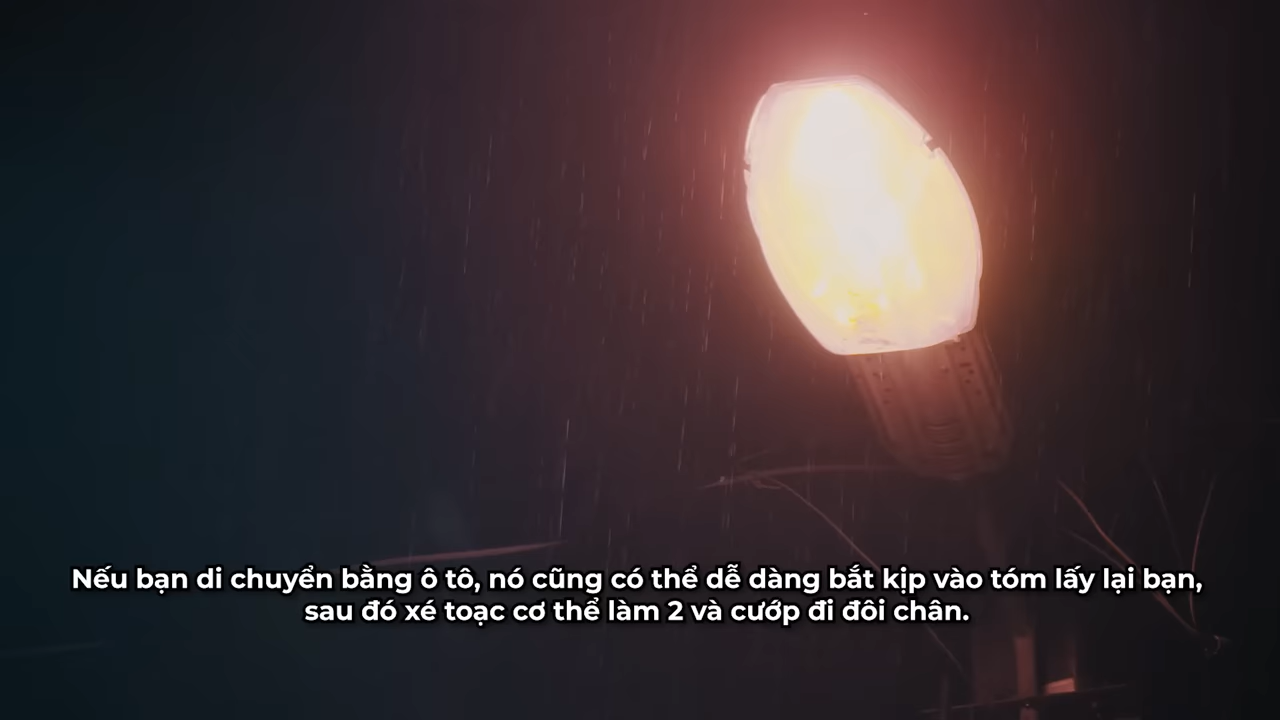 Nếu bạn di chuyển bằng ô tô, nó cũng có thể dễ dàng bắt kịp vào tóm lấy lại bạn,
sau đó xé toạc cơ thể làm 2 và cướp đi đôi chân.